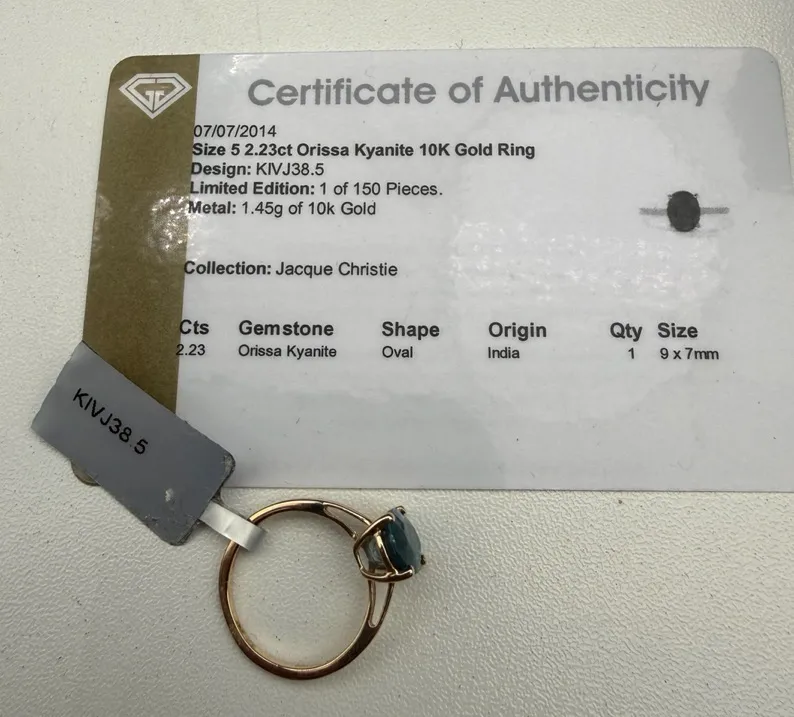 Certificate of Authenticity
07/07/2014
Size 5 2.23ct Orissa Kyanite 10K Gold Ring
Design: KIVJ38.5
Limited Edition: 1 of 150 Pieces.
Metal: 1.45g of 10k Gold
Collection: Jacque Christie
Cts Gemstone Shape Origin Qty Size
2.23 Orissa Kyanite Oval India 1 9 x 7mm
KIVJ38.5